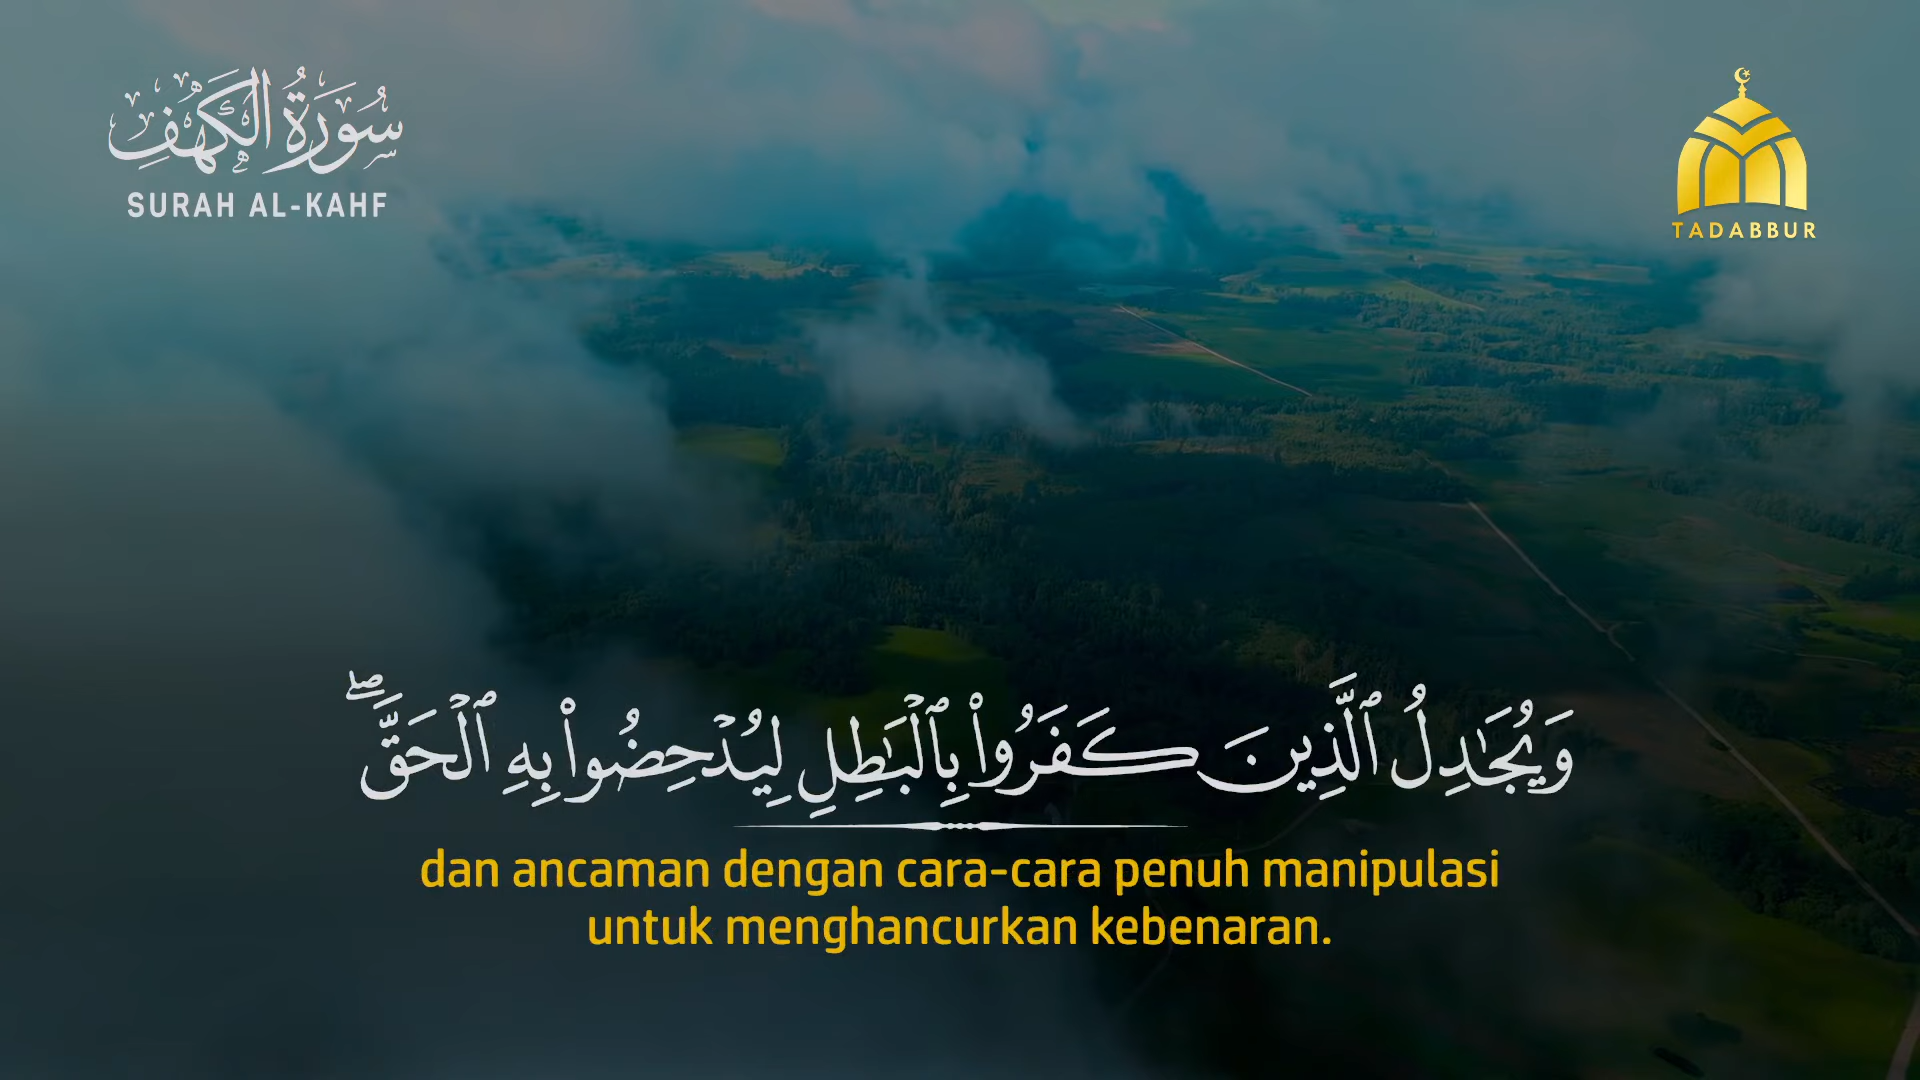 سُورَةُ الكَهْفِ
SURAH AL-KAHF
TADABBUR
وَيُجَٰدِلُ ٱلَّذِينَ كَفَرُوا۟ بِٱلْبَٰطِلِ لِيُدْحِضُوا۟ بِهِ ٱلْحَقَّ ۖ
dan ancaman dengan cara-cara penuh manipulasi
untuk menghancurkan kebenaran.